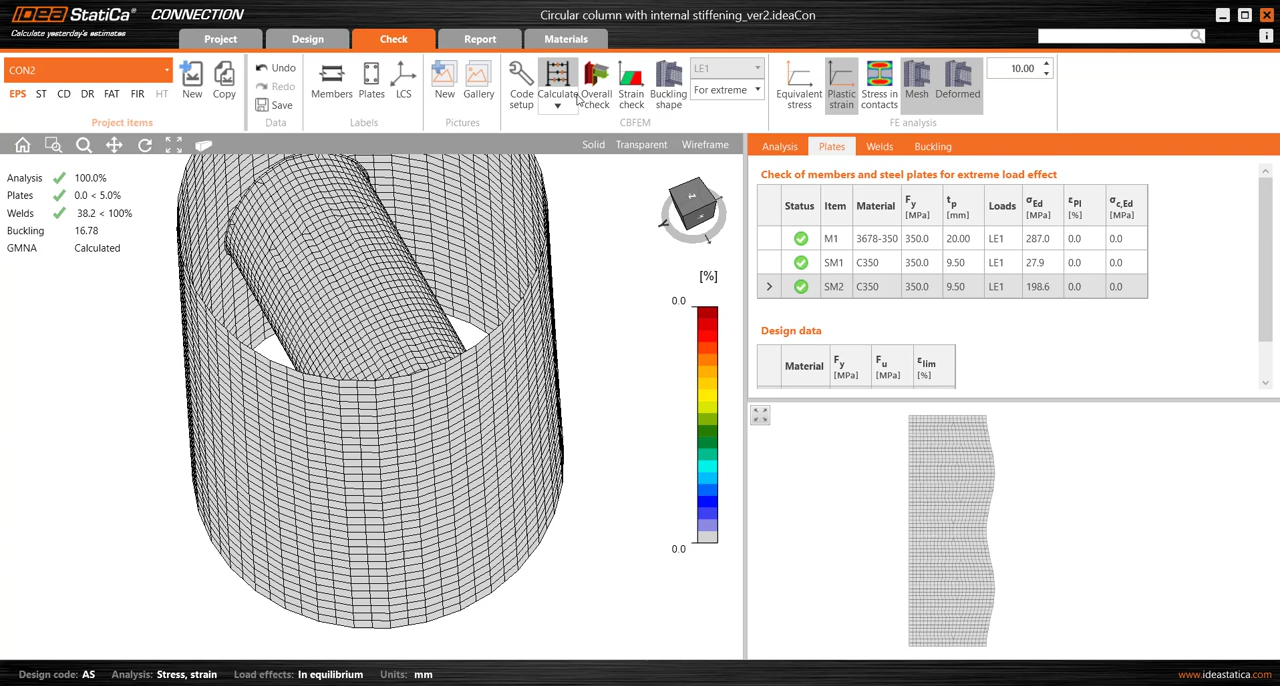 IDEA StatiCa® CONNECTION
Calculate yesterday's estimates
Circular column with internal stiffening_ver2.ideaCon
Project Design Check Report Materials
CON2
EPS ST CD DR FAT FIR HT
Project items
New Copy
Undo
Redo
Save
Data
Members Plates LCS
Labels
New Gallery
Pictures
Code setup
Calculate
Overall check
Strain check
Buckling shape
LE1
For extreme
CBFEM
Equivalent stress
Plastic strain
Stress in contacts
Mesh
Deformed
10.00
FE analysis
Solid Transparent Wireframe
Analysis 100.0%
Plates 0.0 < 5.0%
Welds 38.2 < 100%
Buckling 16.78
GMNA Calculated
[%]
0.0
0.0
Analysis Plates Welds Buckling
Check of members and steel plates for extreme load effect
Status Item Material Fy [MPa] tp [mm] Loads σEd [MPa] εPl [%] σc,Ed [MPa]
M1 3678-350 350.0 20.00 LE1 287.0 0.0 0.0
SM1 C350 350.0 9.50 LE1 27.9 0.0 0.0
> SM2 C350 350.0 9.50 LE1 198.6 0.0 0.0
Design data
Material Fy [MPa] Fu [MPa] εlim [%]
Design code: AS Analysis: Stress, strain Load effects: In equilibrium Units: mm
www.ideastatica.com